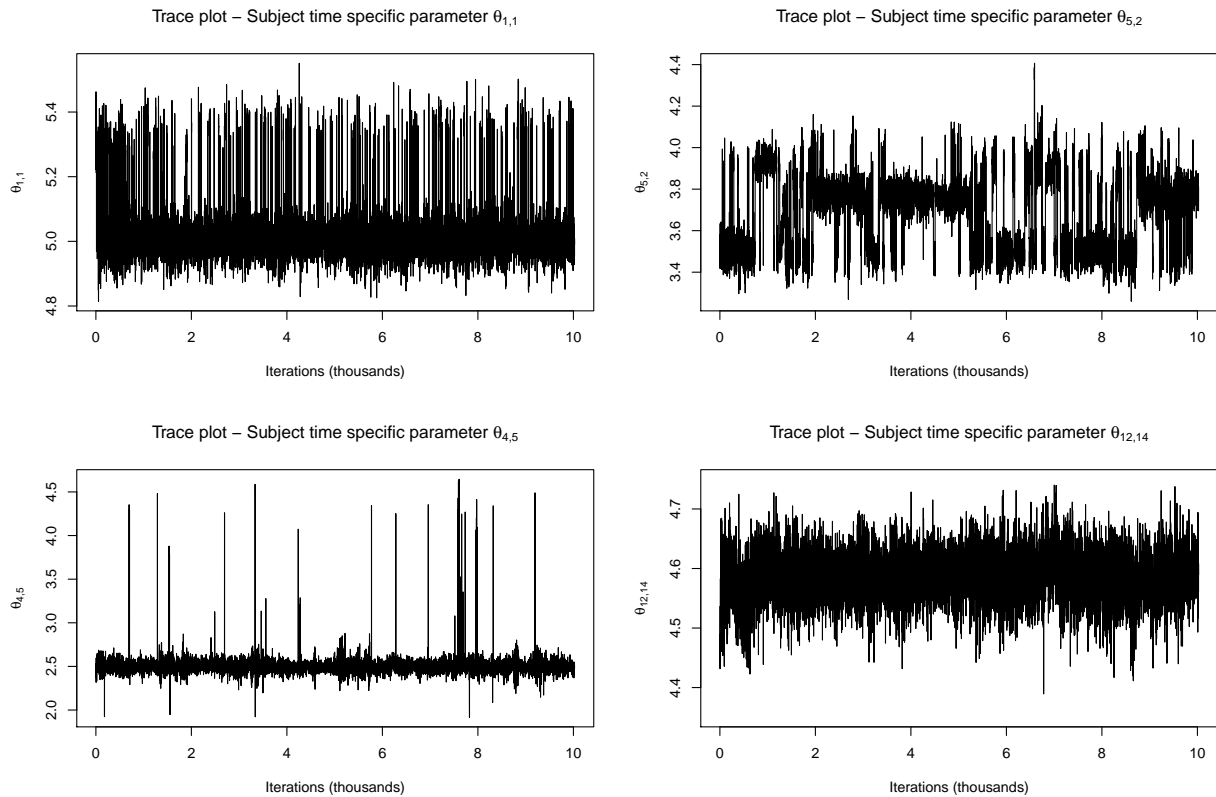 Trace plot − Subject time specific parameter θ1,1
θ1,1
5.4
5.2
5.0
4.8
0 2 4 6 8 10
Iterations (thousands)
Trace plot − Subject time specific parameter θ5,2
θ5,2
4.4
4.2
4.0
3.8
3.6
3.4
0 2 4 6 8 10
Iterations (thousands)
Trace plot − Subject time specific parameter θ4,5
θ4,5
4.5
4.0
3.5
3.0
2.5
2.0
0 2 4 6 8 10
Iterations (thousands)
Trace plot − Subject time specific parameter θ12,14
θ12,14
4.7
4.6
4.5
4.4
0 2 4 6 8 10
Iterations (thousands)